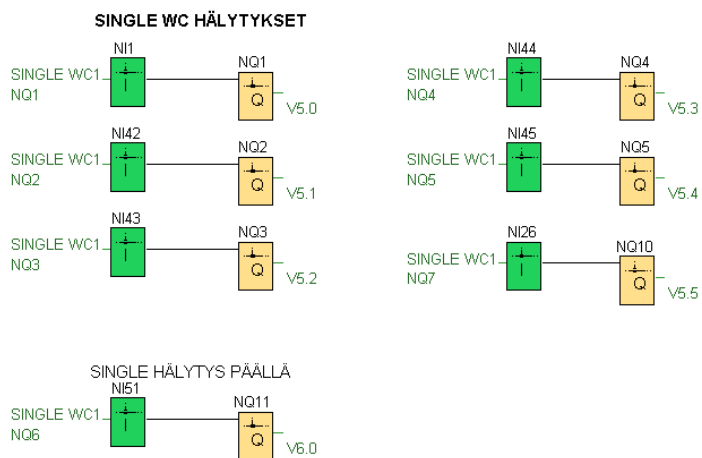 SINGLE WC HÄLYTYKSET
NI1
NQ1
SINGLE WC1
NQ1
I
Q
V5.0
NI42
NQ2
SINGLE WC1
NQ2
I
Q
V5.1
NI43
NQ3
SINGLE WC1
NQ3
I
Q
V5.2
NI44
NQ4
SINGLE WC1
NQ4
I
Q
V5.3
NI45
NQ5
SINGLE WC1
NQ5
I
Q
V5.4
NI26
NQ10
SINGLE WC1
NQ7
I
Q
V5.5
SINGLE HÄLYTYS PÄÄLLÄ
NI51
NQ11
SINGLE WC1
NQ6
I
Q
V6.0